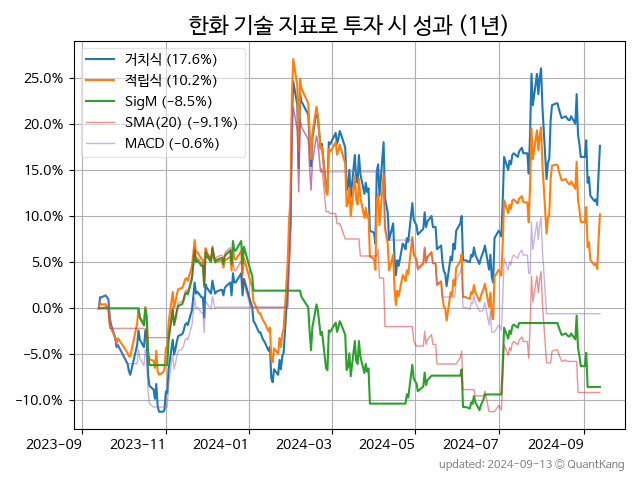 한화 기술 지표로 투자 시 성과 (1년)
거치식 (17.6%)
적립식 (10.2%)
SigM (−8.5%)
SMA(20) (−9.1%)
MACD (−0.6%)
25.0%
20.0%
15.0%
10.0%
5.0%
0.0%
−5.0%
−10.0%
2023-09 2023-11 2024-01 2024-03 2024-05 2024-07 2024-09
updated: 2024-09-13 ⓒ QuantKang